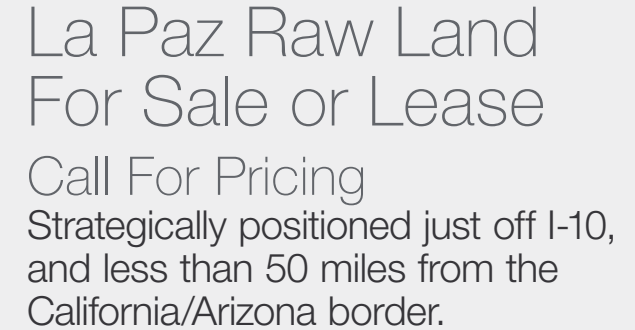 La Paz Raw Land
For Sale or Lease
Call For Pricing
Strategically positioned just off I-10,
and less than 50 miles from the
California/Arizona border.